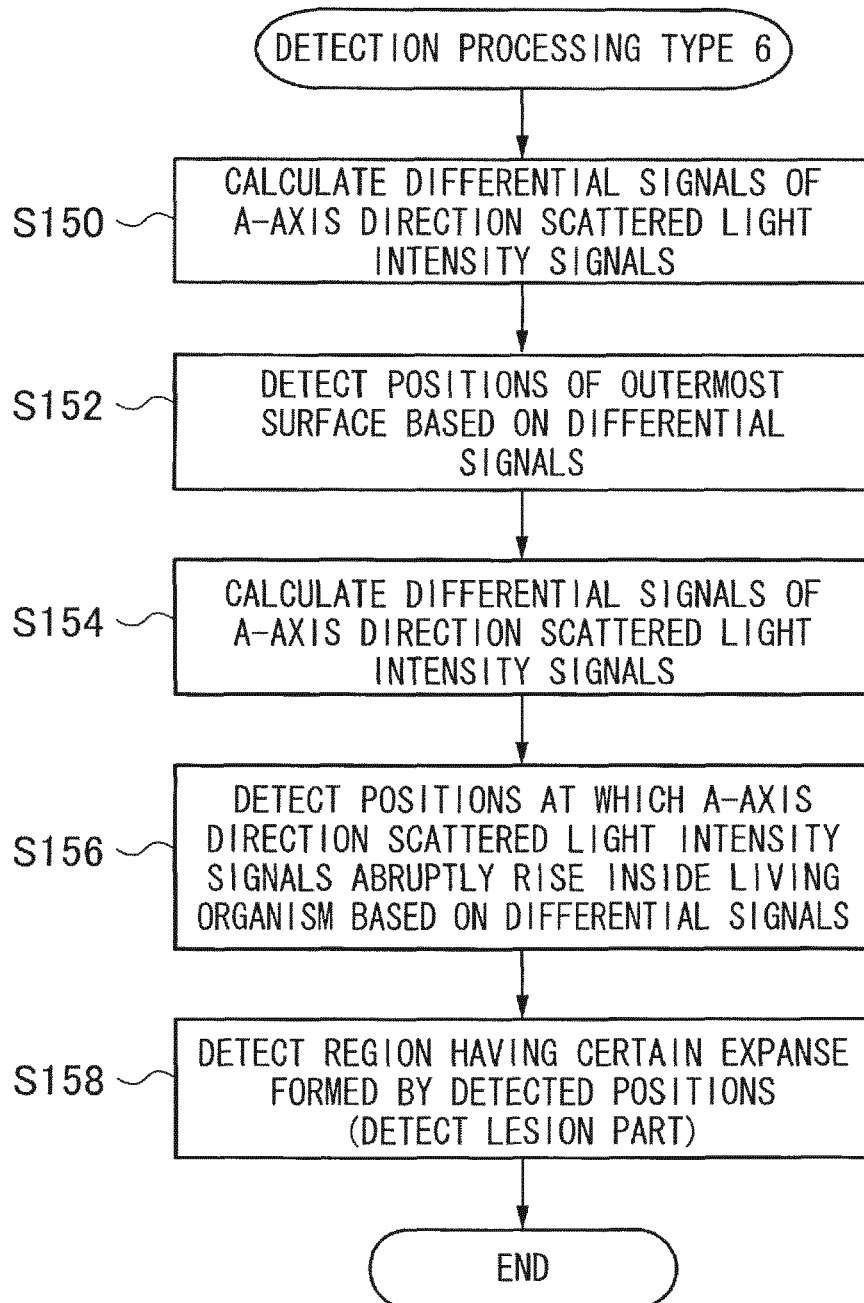 DETECTION PROCESSING TYPE 6
S150
CALCULATE DIFFERENTIAL SIGNALS OF
A-AXIS DIRECTION SCATTERED LIGHT
INTENSITY SIGNALS
S152
DETECT POSITIONS OF OUTERMOST
SURFACE BASED ON DIFFERENTIAL
SIGNALS
S154
CALCULATE DIFFERENTIAL SIGNALS OF
A-AXIS DIRECTION SCATTERED LIGHT
INTENSITY SIGNALS
S156
DETECT POSITIONS AT WHICH A-AXIS
DIRECTION SCATTERED LIGHT INTENSITY
SIGNALS ABRUPTLY RISE INSIDE LIVING
ORGANISM BASED ON DIFFERENTIAL SIGNALS
S158
DETECT REGION HAVING CERTAIN EXPANSE
FORMED BY DETECTED POSITIONS
(DETECT LESION PART)
END